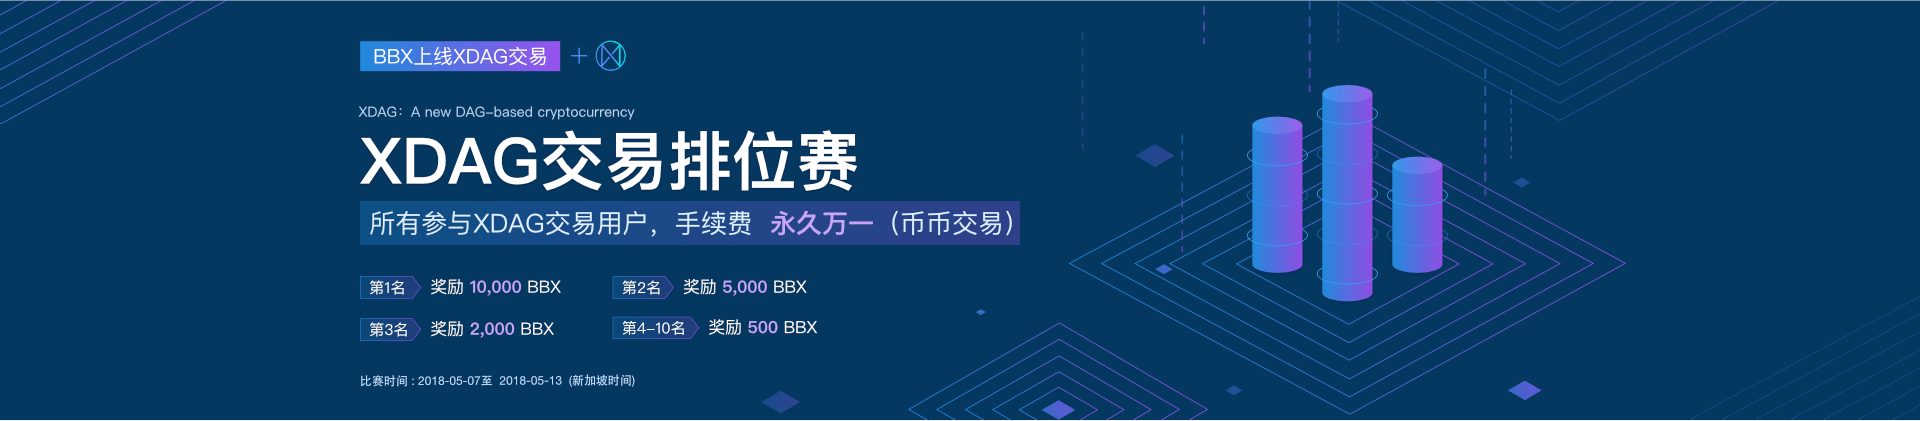 BBX上线XDAG交易
XDAG：A new DAG-based cryptocurrency
XDAG交易排位赛
所有参与XDAG交易用户，手续费 永久万一（币币交易）
第1名 奖励 10,000 BBX 第2名 奖励 5,000 BBX
第3名 奖励 2,000 BBX 第4-10名 奖励 500 BBX
比赛时间 : 2018-05-07至 2018-05-13 (新加坡时间)